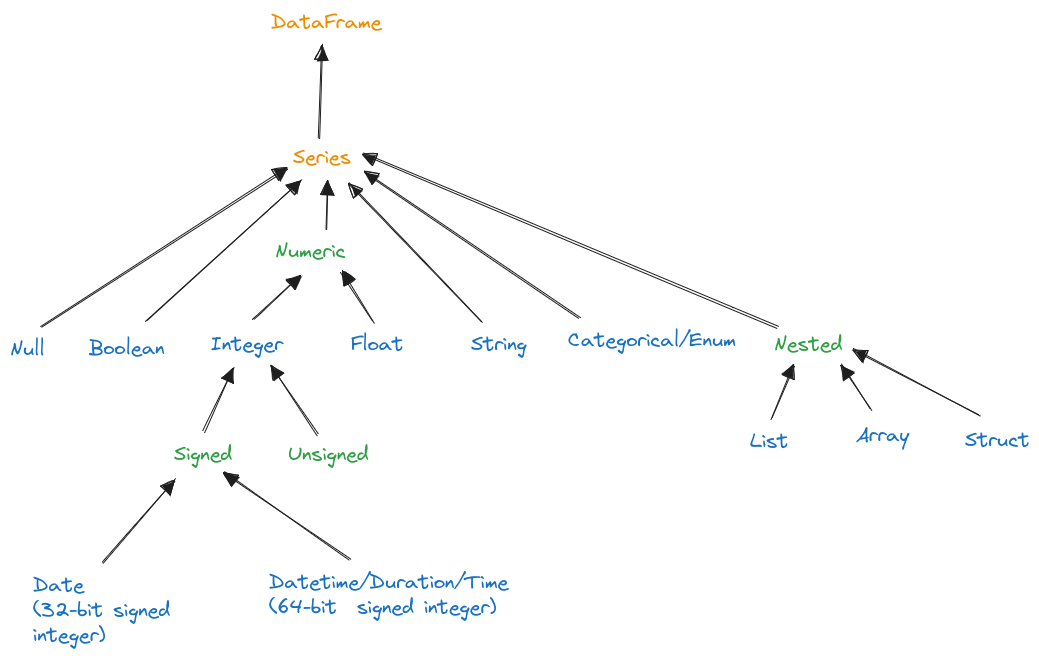 DataFrame
Series
Numeric
Null
Boolean
Integer
Float
String
Categorical/Enum
Nested
Signed
Unsigned
List
Array
Struct
Date
(32-bit signed
integer)
Datetime/Duration/Time
(64-bit signed integer)